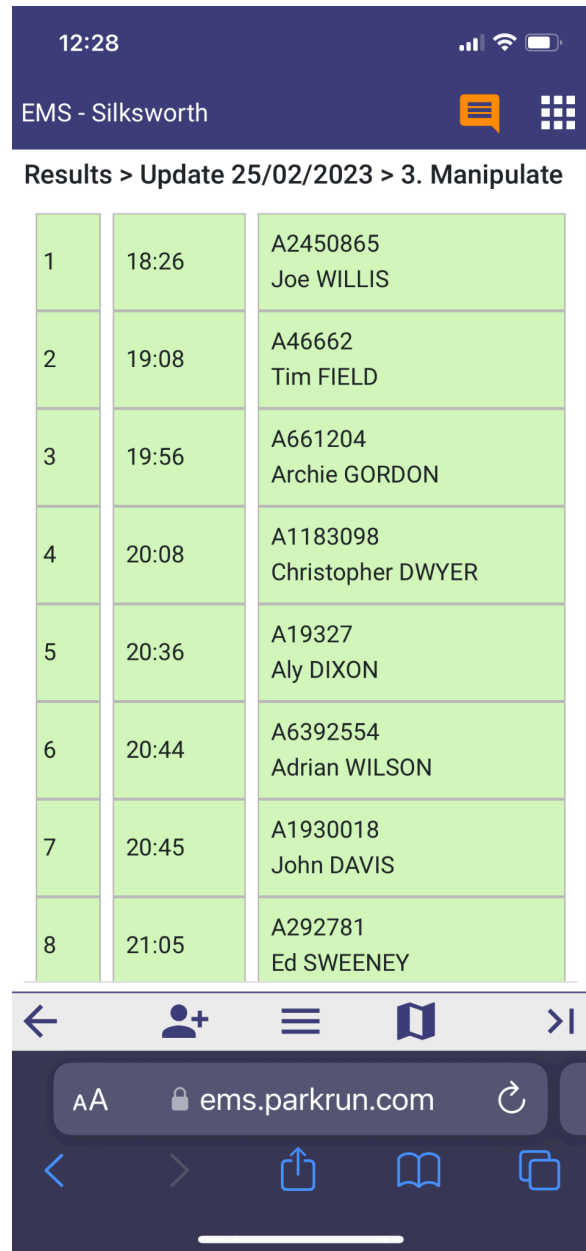 12:28
EMS - Silksworth
Results > Update 25/02/2023 > 3. Manipulate
1 18:26 A2450865
Joe WILLIS
2 19:08 A46662
Tim FIELD
3 19:56 A661204
Archie GORDON
4 20:08 A1183098
Christopher DWYER
5 20:36 A19327
Aly DIXON
6 20:44 A6392554
Adrian WILSON
7 20:45 A1930018
John DAVIS
8 21:05 A292781
Ed SWEENEY
AA ems.parkrun.com